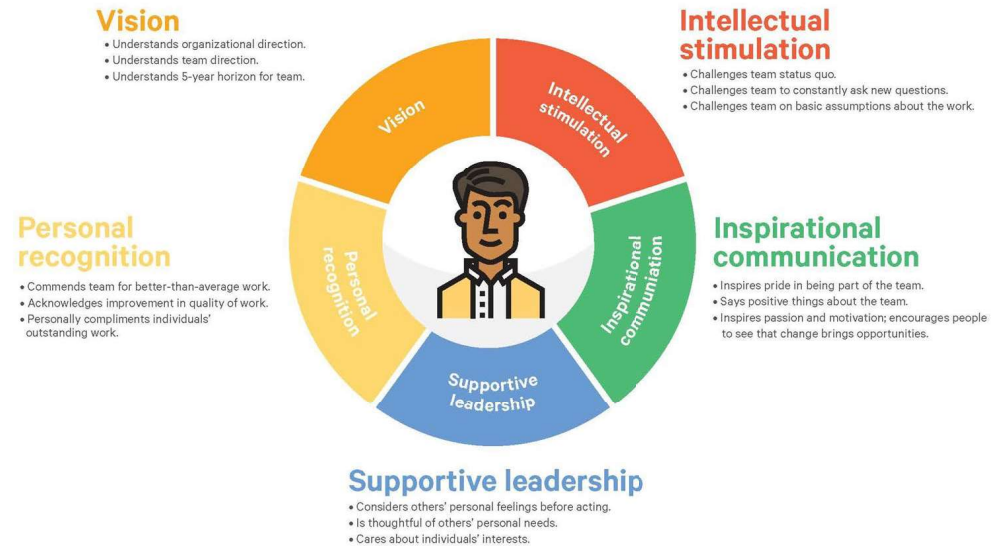 Vision
• Understands organizational direction.
• Understands team direction.
• Understands 5-year horizon for team.
Intellectual
stimulation
• Challenges team status quo.
• Challenges team to constantly ask new questions.
• Challenges team on basic assumptions about the work.
Vision
Intellectual
stimulation
Personal
recognition
• Commends team for better-than-average work.
• Acknowledges improvement in quality of work.
• Personally compliments individuals’
outstanding work.
Personal
recognition
Inspirational
communiation
Inspirational
communication
• Inspires pride in being part of the team.
• Says positive things about the team.
• Inspires passion and motivation; encourages people
to see that change brings opportunities.
Supportive
leadership
Supportive leadership
• Considers others’ personal feelings before acting.
• Is thoughtful of others’ personal needs.
• Cares about individuals’ interests.